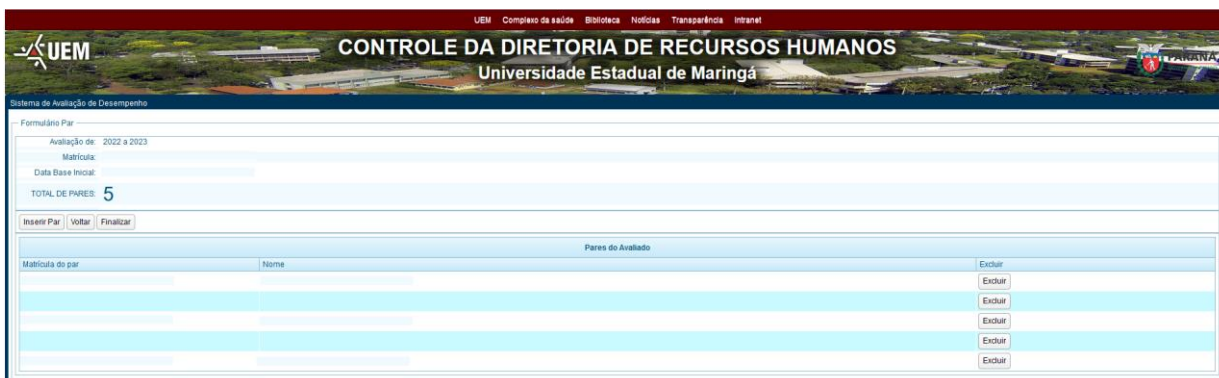 UEM Complexo da saúde Biblioteca Notícias Transparência Intranet
UEM
CONTROLE DA DIRETORIA DE RECURSOS HUMANOS
Universidade Estadual de Maringá
PARANÁ
Sistema de Avaliação de Desempenho
Formulário Par
Avaliação de: 2022 a 2023
Matrícula:
Data Base Inicial:
TOTAL DE PARES: 5
Inserir Par Voltar Finalizar
Pares do Avaliado
Matrícula do par Nome Excluir
Excluir
Excluir
Excluir
Excluir
Excluir